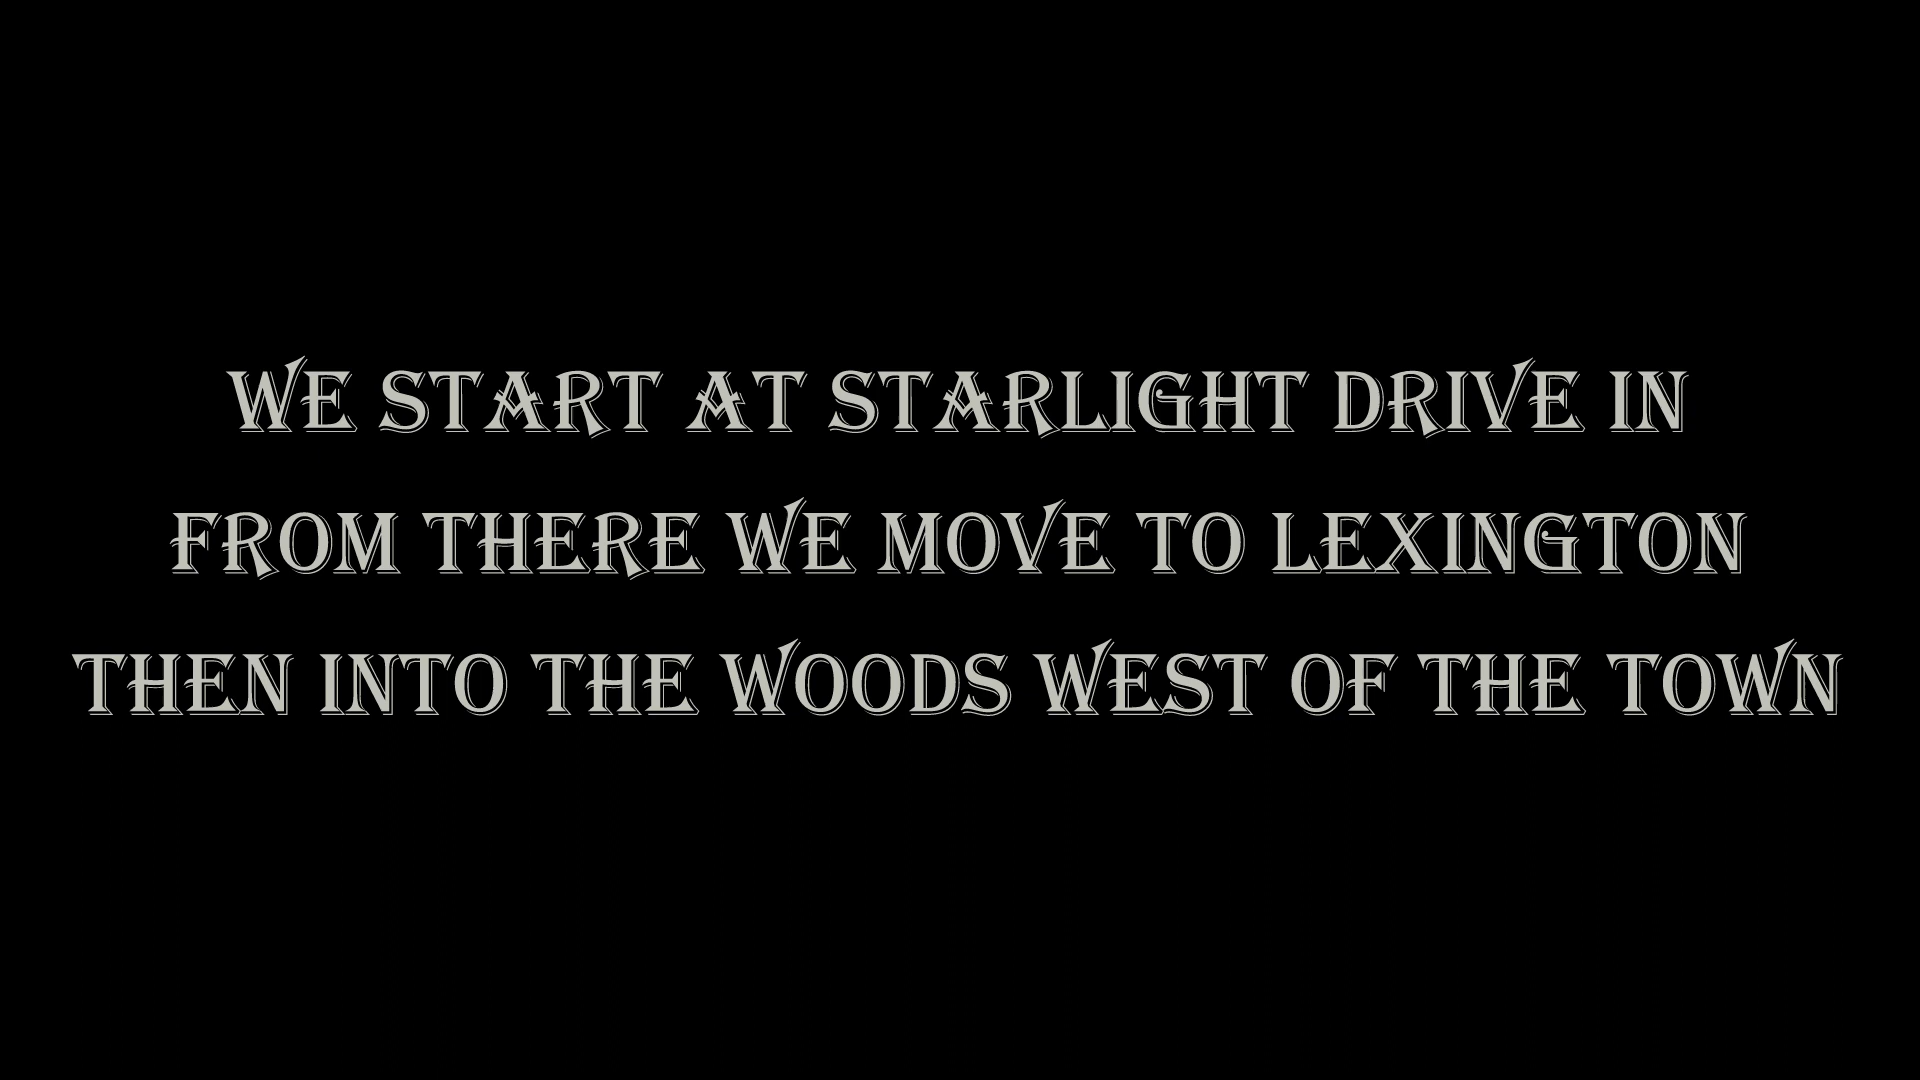 WE START AT STARLIGHT DRIVE IN
FROM THERE WE MOVE TO LEXINGTON
THEN INTO THE WOODS WEST OF THE TOWN